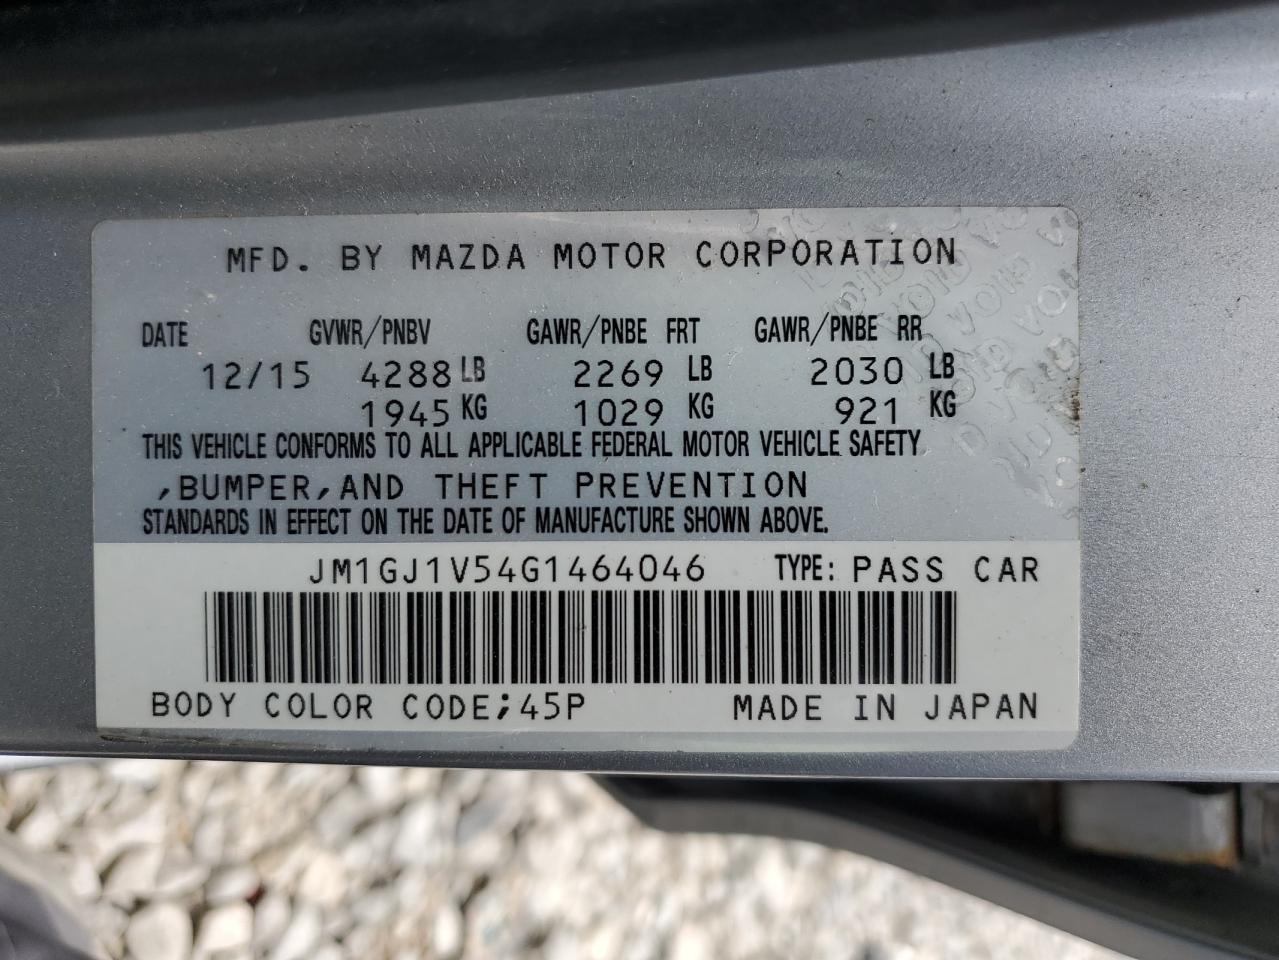 MFD. BY MAZDA MOTOR CORPORATION
DATE GVWR/PNBV GAWR/PNBE FRT GAWR/PNBE RR
12/15 4288 LB 2269 LB 2030 LB
1945 KG 1029 KG 921 KG
THIS VEHICLE CONFORMS TO ALL APPLICABLE FEDERAL MOTOR VEHICLE SAFETY
,BUMPER,AND THEFT PREVENTION
STANDARDS IN EFFECT ON THE DATE OF MANUFACTURE SHOWN ABOVE.
JM1GJ1V54G1464046 TYPE: PASS CAR
BODY COLOR CODE;45P MADE IN JAPAN
VOID VOID VOID